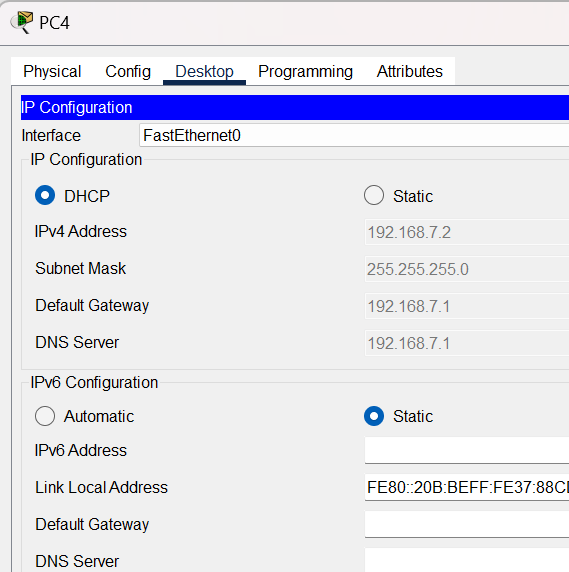 PC4
Physical Config Desktop Programming Attributes
IP Configuration
Interface FastEthernet0
IP Configuration
DHCP Static
IPv4 Address 192.168.7.2
Subnet Mask 255.255.255.0
Default Gateway 192.168.7.1
DNS Server 192.168.7.1
IPv6 Configuration
Automatic Static
IPv6 Address
Link Local Address FE80::20B:BEFF:FE37:88C
Default Gateway
DNS Server